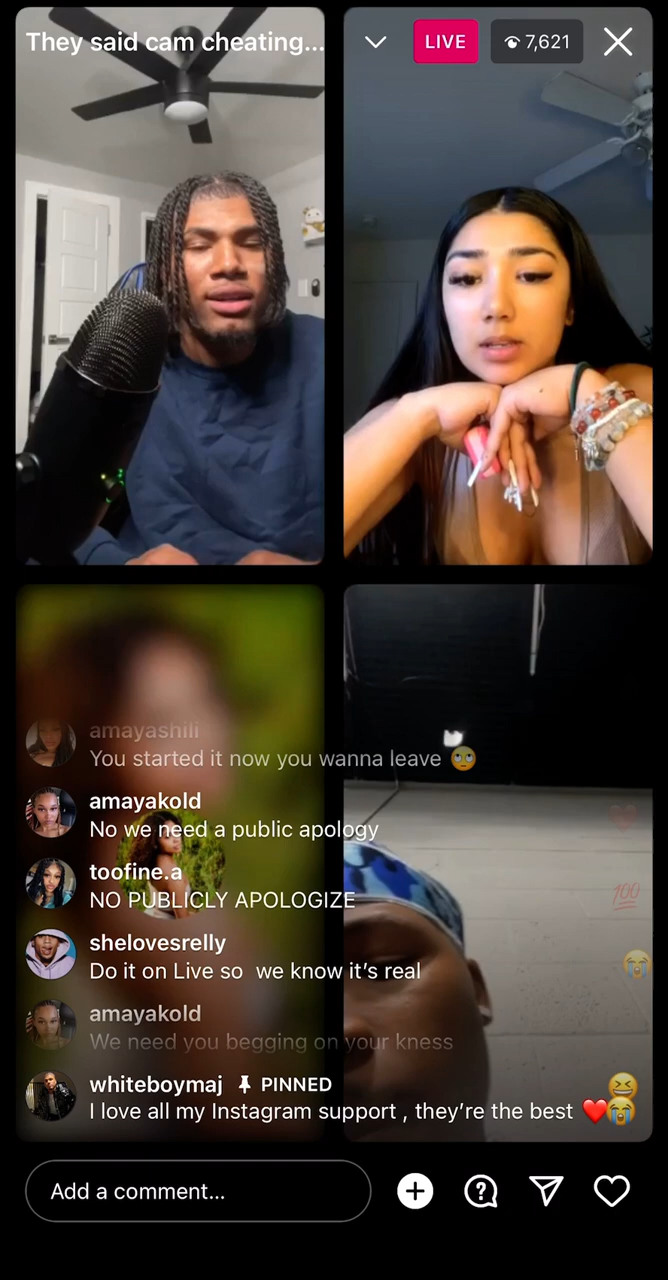 They said cam cheating...
LIVE
7,621
amayashili
You started it now you wanna leave 🙄
amayakold
No we need a public apology
toofine.a
NO PUBLICLY APOLOGIZE
💯
shelovesrelly
Do it on Live so  we know it’s real
amayakold
We need you begging on your kness
whiteboymaj PINNED
I love all my Instagram support , they’re the best ❤️😭
Add a comment...